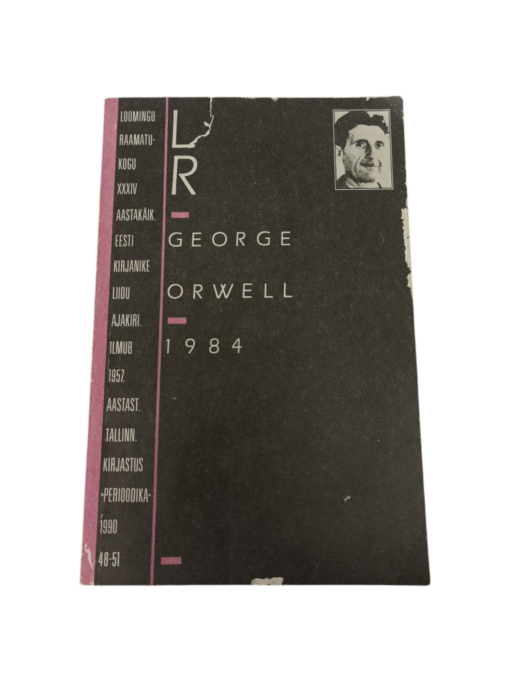 LOOMINGU
RAAMATU-
KOGU
XXXIV
AASTAKÄIK.
EESTI
KIRJANIKE
LIIDU
AJAKIRI.
ILMUB
1957.
AASTAST.
TALLINN.
KIRJASTUS
«PERIOODIKA»
1990
48-51
L
R
GEORGE
ORWELL
1984